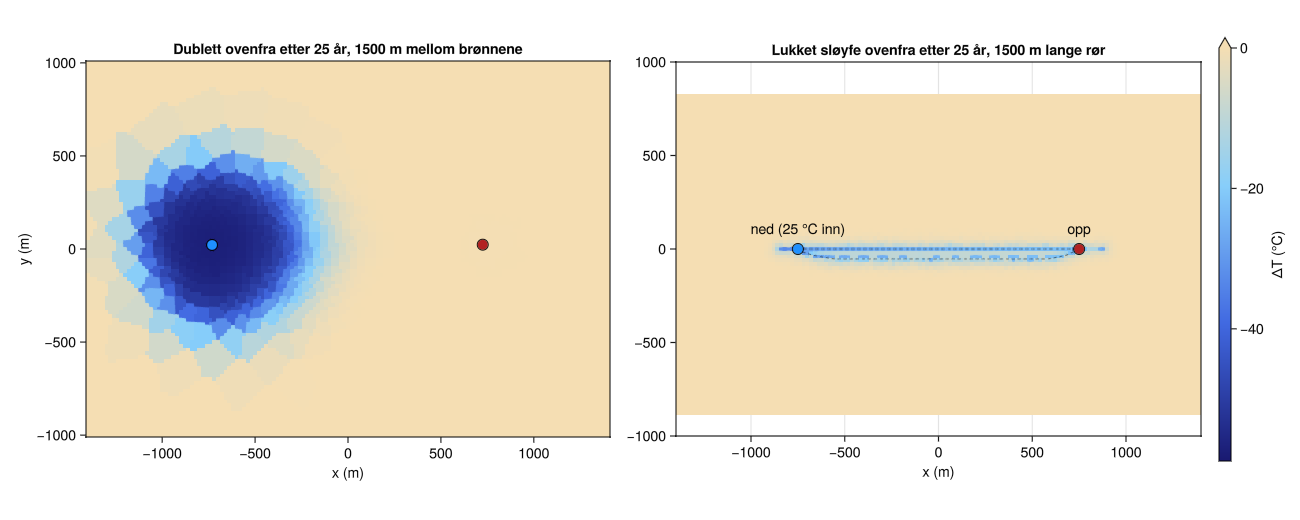 Dublett ovenfra etter 25 år, 1500 m mellom brønnene
1000
500
0
−500
−1000
y (m)
−1000
−500
0
500
1000
x (m)
Lukket sløyfe ovenfra etter 25 år, 1500 m lange rør
1000
500
0
−500
−1000
ned (25 °C inn)
opp
−1000
−500
0
500
1000
x (m)
0
−20
−40
ΔT (°C)